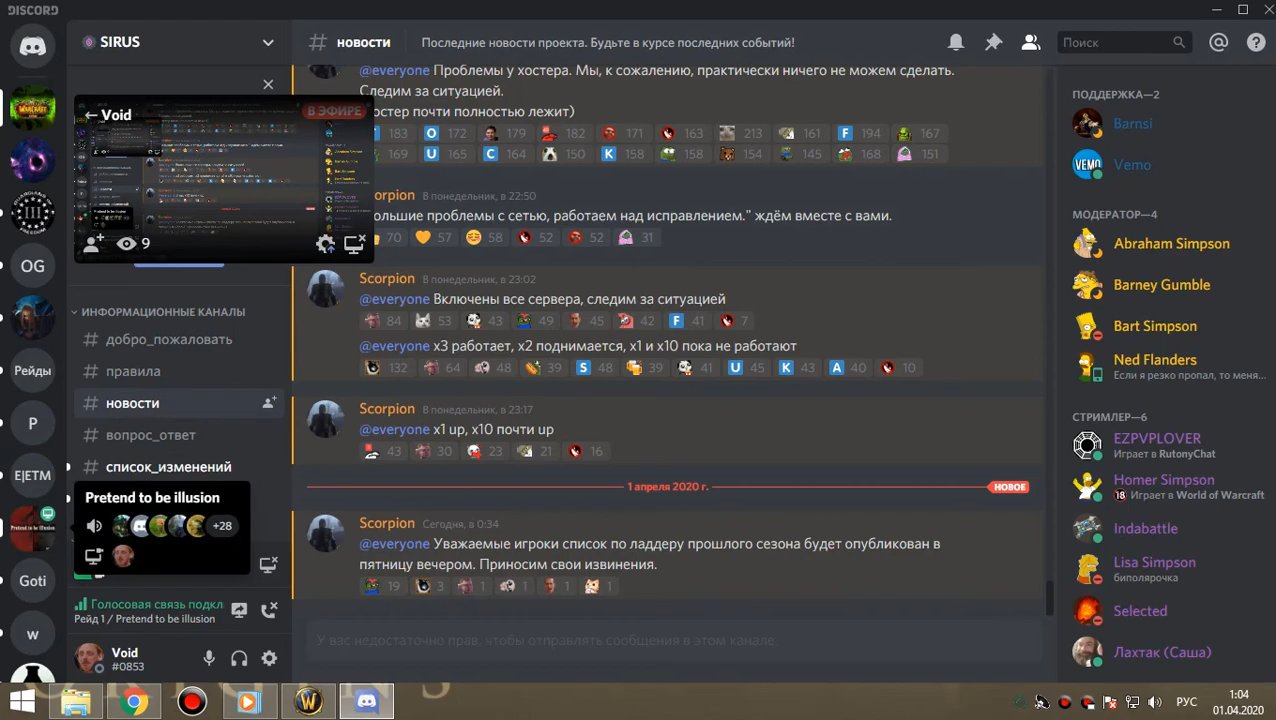 DISCORD
SIRUS
# новости
Последние новости проекта. Будьте в курсе последних событий!
Поиск
← Void
В ЭФИРЕ
9
ИНФОРМАЦИОННЫЕ КАНАЛЫ
# добро_пожаловать
# правила
# новости
# вопрос_ответ
# список_изменений
Pretend to be illusion
+28
Голосовая связь подкл
Рейд 1 / Pretend to be illusion
Void
#0853
OG
Рейды
P
E|ETM
Pretend to be illusion
Goti
w
@everyone Проблемы у хостера. Мы, к сожалению, практически ничего не можем сделать.
Следим за ситуацией.
остер почти полностью лежит)
183 O 172 179 182 171 163 213 161 F 194 167
169 U 165 C 164 150 K 158 158 154 145 168 151
Scorpion В понедельник, в 22:50
ольшие проблемы с сетью, работаем над исправлением." ждём вместе с вами.
70 57 58 52 52 31
Scorpion В понедельник, в 23:02
@everyone Включены все сервера, следим за ситуацией
84 53 43 49 45 42 F 41 7
@everyone x3 работает, x2 поднимается, x1 и x10 пока не работают
132 64 48 39 S 48 39 41 U 45 K 43 A 40 10
Scorpion В понедельник, в 23:17
@everyone x1 up, x10 почти up
43 30 23 21 16
1 апреля 2020 г.
НОВОЕ
Scorpion Сегодня, в 0:34
@everyone Уважаемые игроки список по ладдеру прошлого сезона будет опубликован в
пятницу вечером. Приносим свои извинения.
19 3 1 1 1 1
У вас недостаточно прав, чтобы отправлять сообщения в этом канале
ПОДДЕРЖКА—2
Barnsi
VEMO
Vemo
МОДЕРАТОР—4
Abraham Simpson
Barney Gumble
Bart Simpson
Ned Flanders
Если я резко пропал, то меня...
СТРИМЛЕР—6
EZPVPLOVER
Играет в RutonyChat
Homer Simpson
Играет в World of Warcraft
Indabattle
Lisa Simpson
биполярочка
Selected
Лахтак (Саша)
РУС
1:04
01.04.2020